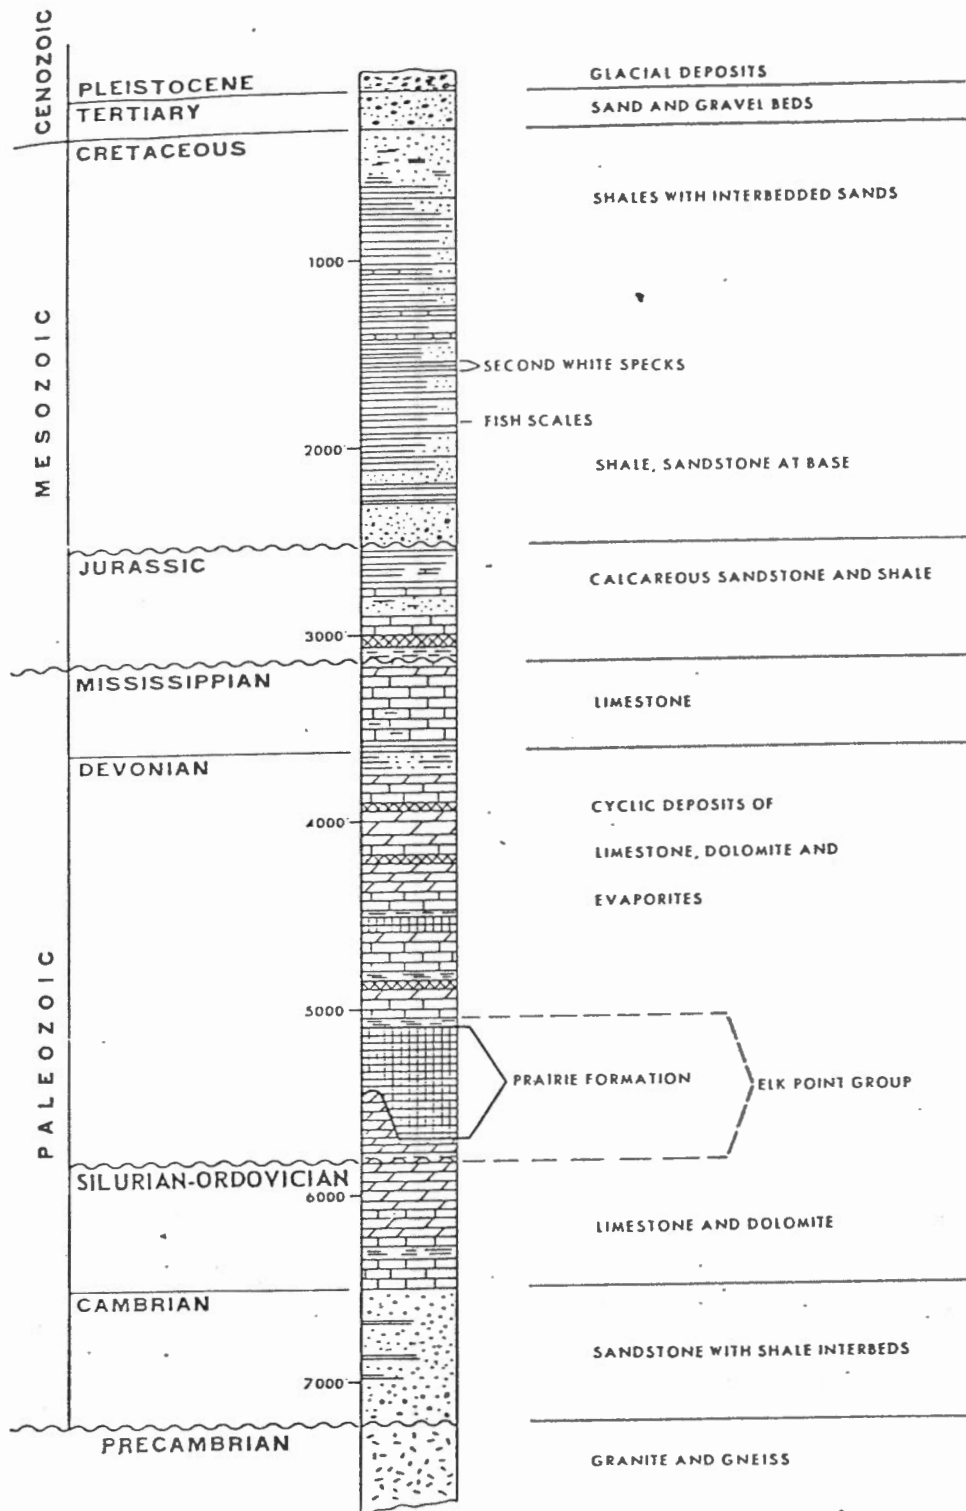 CENOZOIC
PLEISTOCENE
GLACIAL DEPOSITS
TERTIARY
SAND AND GRAVEL BEDS
MESOZOIC
CRETACEOUS
SHALES WITH INTERBEDDED SANDS
1000
SECOND WHITE SPECKS
FISH SCALES
2000
SHALE, SANDSTONE AT BASE
JURASSIC
CALCAREOUS SANDSTONE AND SHALE
3000
PALEOZOIC
MISSISSIPPIAN
LIMESTONE
DEVONIAN
CYCLIC DEPOSITS OF
LIMESTONE, DOLOMITE AND
EVAPORITES
4000
5000
PRAIRIE FORMATION
ELK POINT GROUP
SILURIAN-ORDOVICIAN
6000
LIMESTONE AND DOLOMITE
CAMBRIAN
SANDSTONE WITH SHALE INTERBEDS
7000
PRECAMBRIAN
GRANITE AND GNEISS